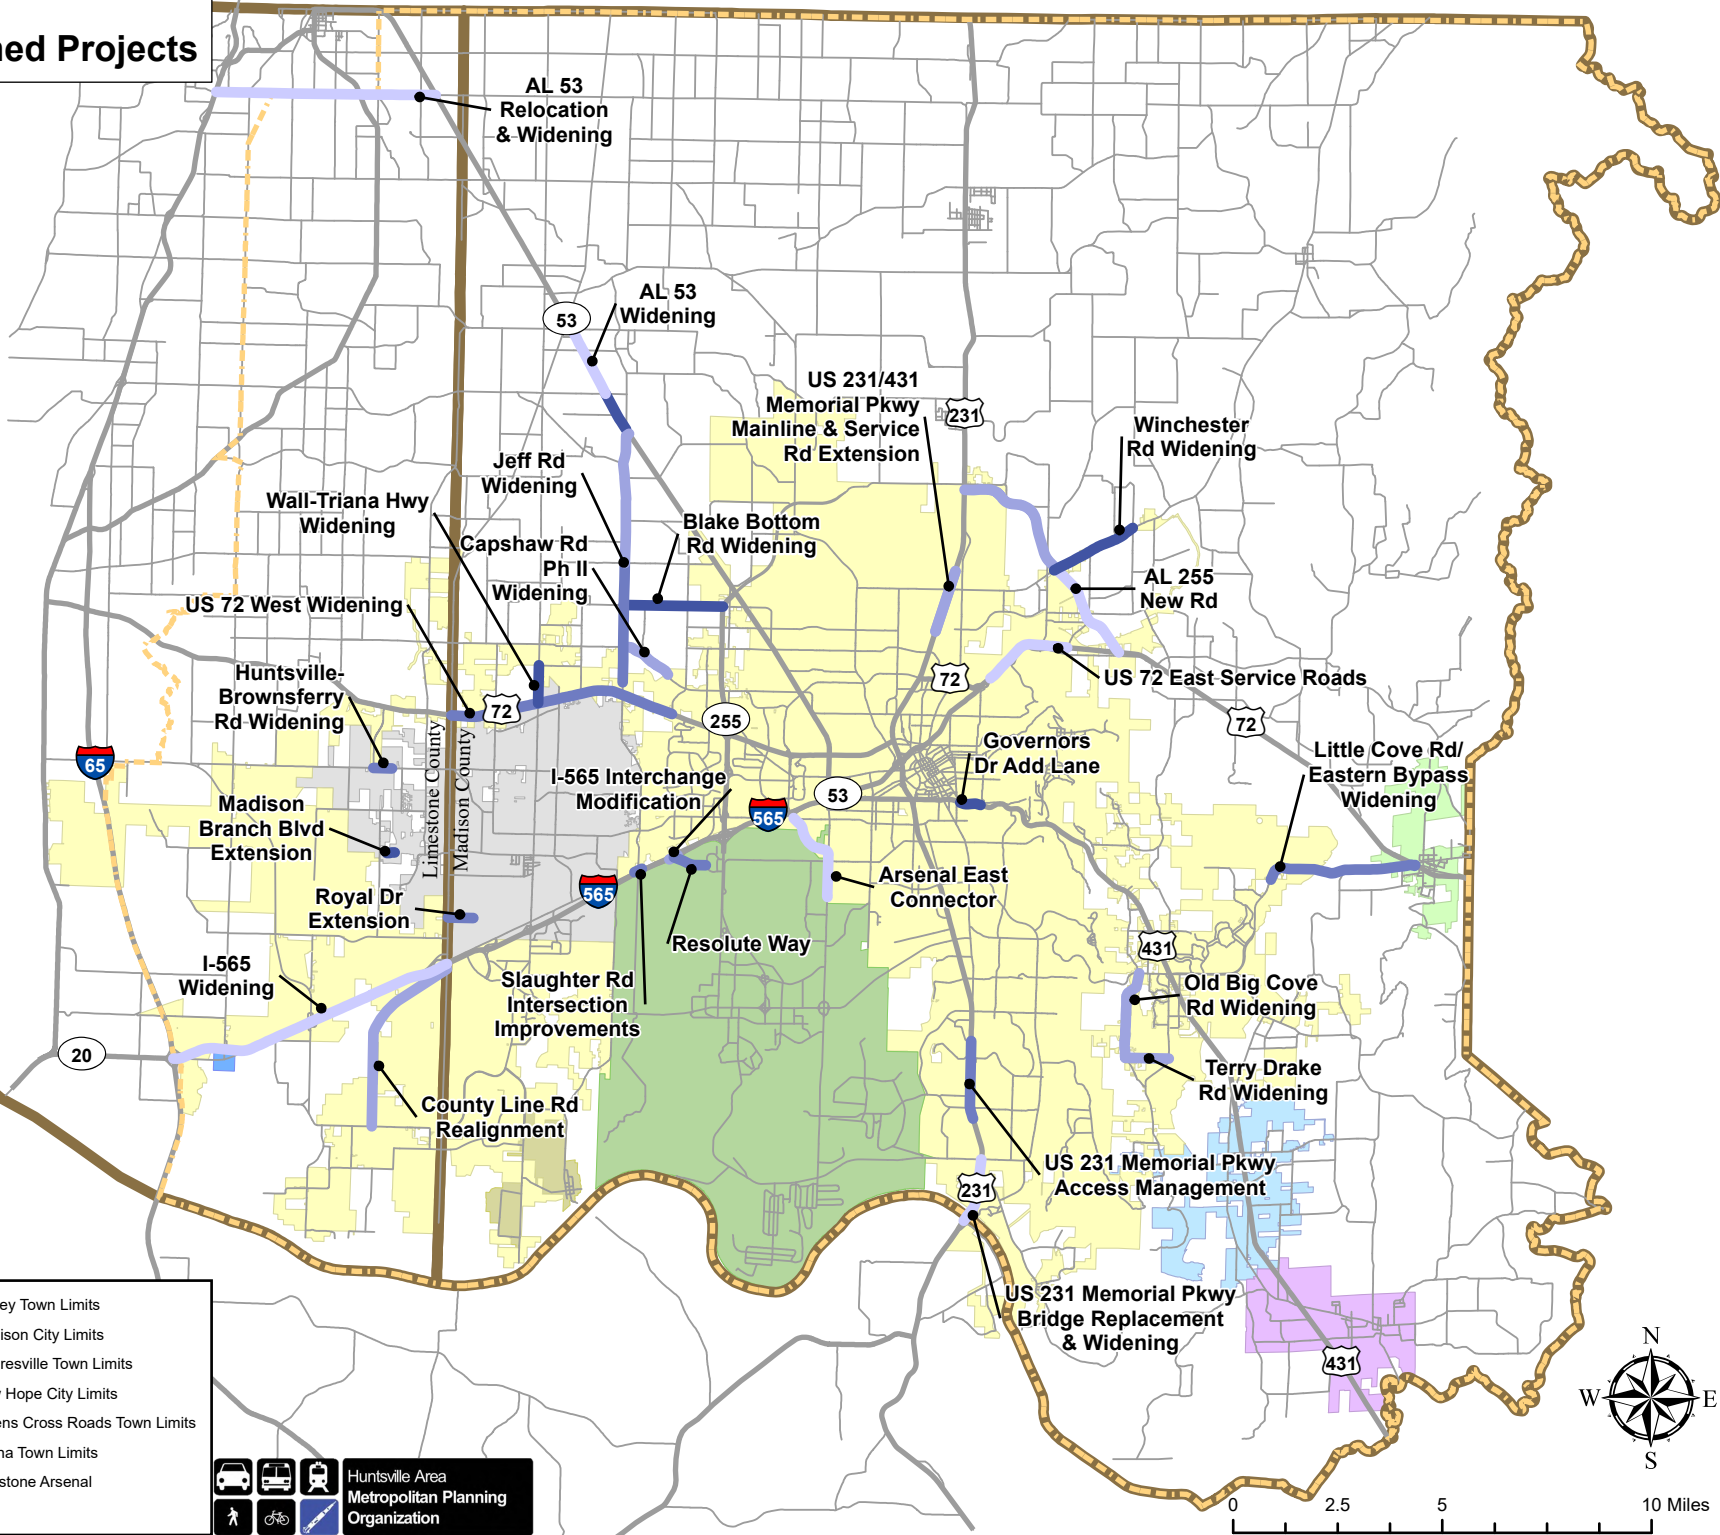 ned Projects
AL 53
Relocation
& Widening
AL 53
Widening
53
US 231/431
Memorial Pkwy
Mainline & Service
Rd Extension
231
Winchester
Rd Widening
Jeff Rd
Widening
Wall-Triana Hwy
Widening
Blake Bottom
Rd Widening
Capshaw Rd
Ph II
Widening
AL 255
New Rd
US 72 West Widening
Huntsville-
Brownsferry
Rd Widening
72
72
US 72 East Service Roads
255
72
65
Limestone County
Madison County
Governors
Dr Add Lane
Little Cove Rd/
Eastern Bypass
Widening
I-565 Interchange
Modification
53
565
Madison
Branch Blvd
Extension
565
Arsenal East
Connector
Royal Dr
Extension
Resolute Way
431
I-565
Widening
Slaughter Rd
Intersection
Improvements
Old Big Cove
Rd Widening
20
Terry Drake
Rd Widening
County Line Rd
Realignment
US 231 Memorial Pkwy
Access Management
231
US 231 Memorial Pkwy
Bridge Replacement
& Widening
431
ey Town Limits
ison City Limits
resville Town Limits
Hope City Limits
ens Cross Roads Town Limits
na Town Limits
stone Arsenal
Huntsville Area
Metropolitan Planning
Organization
N
W E
S
0 2.5 5 10 Miles